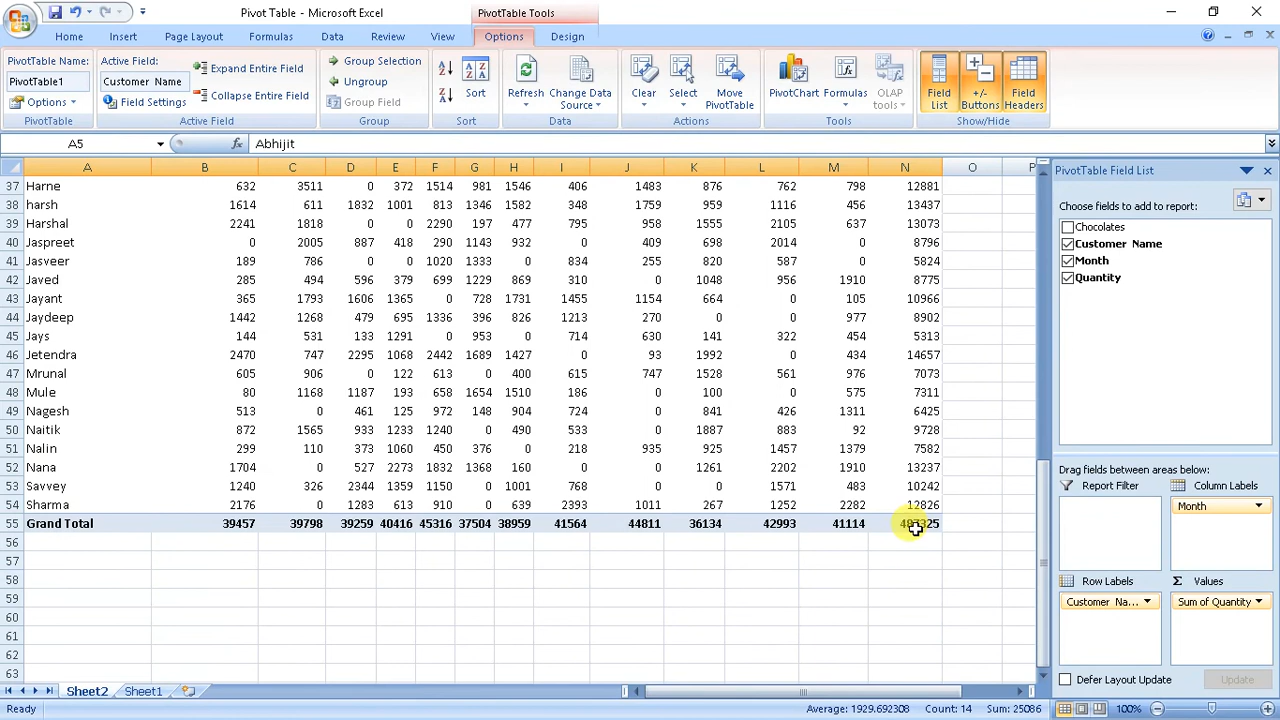 Pivot Table - Microsoft Excel
PivotTable Tools
Home Insert Page Layout Formulas Data Review View Options Design
PivotTable Name:
PivotTable1
Options
PivotTable
Active Field:
Customer Name
Field Settings
Expand Entire Field
Collapse Entire Field
Active Field
Group Selection
Ungroup
Group Field
Group
Sort
Sort
Refresh
Change Data Source
Data
Clear
Select
Move PivotTable
Actions
PivotChart
Formulas
OLAP tools
Tools
Field List
+/- Buttons
Field Headers
Show/Hide
A5 fx Abhijit
A B C D E F G H I J K L M N O P
37 Harne 632 3511 0 372 1514 981 1546 406 1483 876 762 798 12881
38 harsh 1614 611 1832 1001 813 1346 1582 348 1759 959 1116 456 13437
39 Harshal 2241 1818 0 0 2290 197 477 795 958 1555 2105 637 13073
40 Jaspreet 0 2005 887 418 290 1143 932 0 409 698 2014 0 8796
41 Jasveer 189 786 0 0 1020 1333 0 834 255 820 587 0 5824
42 Javed 285 494 596 379 699 1229 869 310 0 1048 956 1910 8775
43 Jayant 365 1793 1606 1365 0 728 1731 1455 1154 664 0 105 10966
44 Jaydeep 1442 1268 479 695 1336 396 826 1213 270 0 0 977 8902
45 Jays 144 531 133 1291 0 953 0 714 630 141 322 454 5313
46 Jetendra 2470 747 2295 1068 2442 1689 1427 0 93 1992 0 434 14657
47 Mrunal 605 906 0 122 613 0 400 615 747 1528 561 976 7073
48 Mule 80 1168 1187 193 658 1654 1510 186 0 100 0 575 7311
49 Nagesh 513 0 461 125 972 148 904 724 0 841 426 1311 6425
50 Naitik 872 1565 933 1233 1240 0 490 533 0 1887 883 92 9728
51 Nalin 299 110 373 1060 450 376 0 218 935 925 1457 1379 7582
52 Nana 1704 0 527 2273 1832 1368 160 0 0 1261 2202 1910 13237
53 Savvey 1240 326 2344 1359 1150 0 1001 768 0 0 1571 483 10242
54 Sharma 2176 0 1283 613 910 0 639 2393 1011 267 1252 2282 12826
55 Grand Total 39457 39798 39259 40416 45316 37504 38959 41564 44811 36134 42993 41114
56
57
58
59
60
61
62
63
PivotTable Field List
Choose fields to add to report:
Chocolates
Customer Name
Month
Quantity
Drag fields between areas below:
Report Filter
Column Labels
Month
Row Labels
Σ Values
Customer Na...
Sum of Quantity
Defer Layout Update
Update
Sheet2 Sheet1
Ready
Average: 1929.692308 Count: 14 Sum: 25086
100%